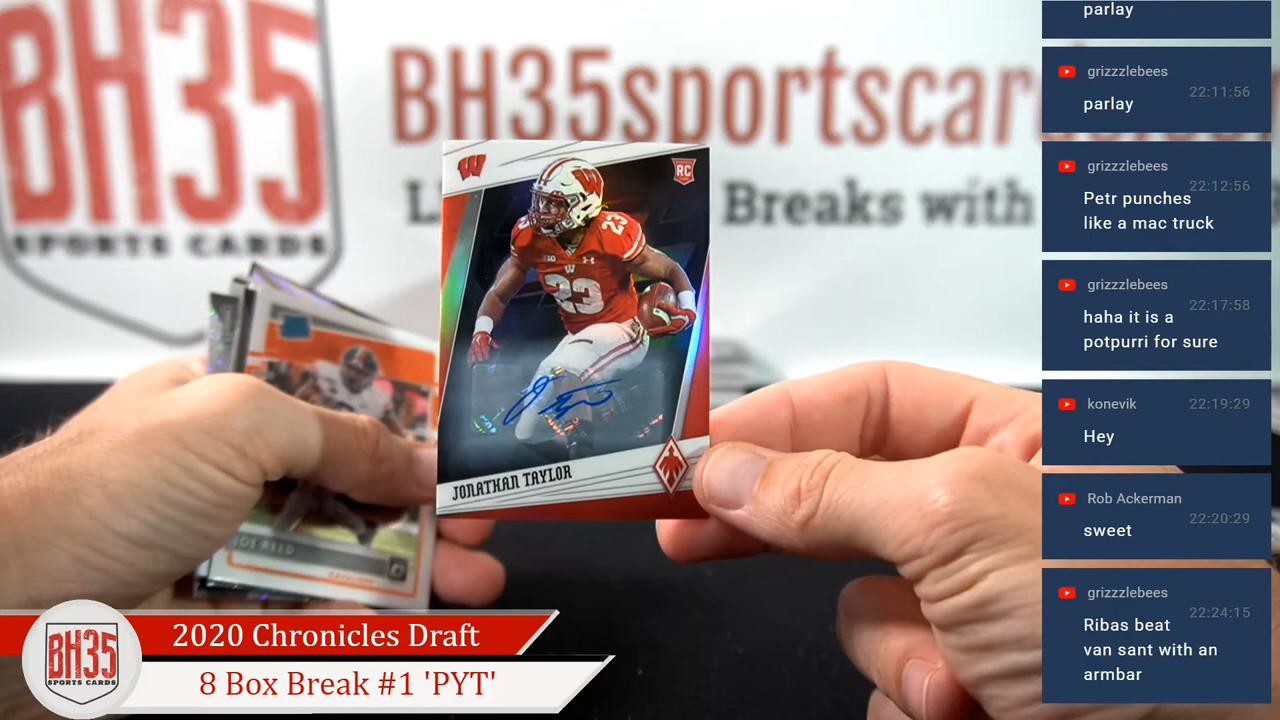 BH35
SPORTS CARDS
BH35sportscar
Breaks with
W
RC
23
23
JONATHAN TAYLOR
parlay
grizzzlebees
22:11:56
parlay
grizzzlebees
22:12:56
Petr punches
like a mac truck
grizzzlebees
22:17:58
haha it is a
potpurri for sure
konevik
22:19:29
Hey
Rob Ackerman
22:20:29
sweet
grizzzlebees
22:24:15
Ribas beat
van sant with an
armbar
BH35
SPORTS CARDS
2020 Chronicles Draft
8 Box Break #1 'PYT'